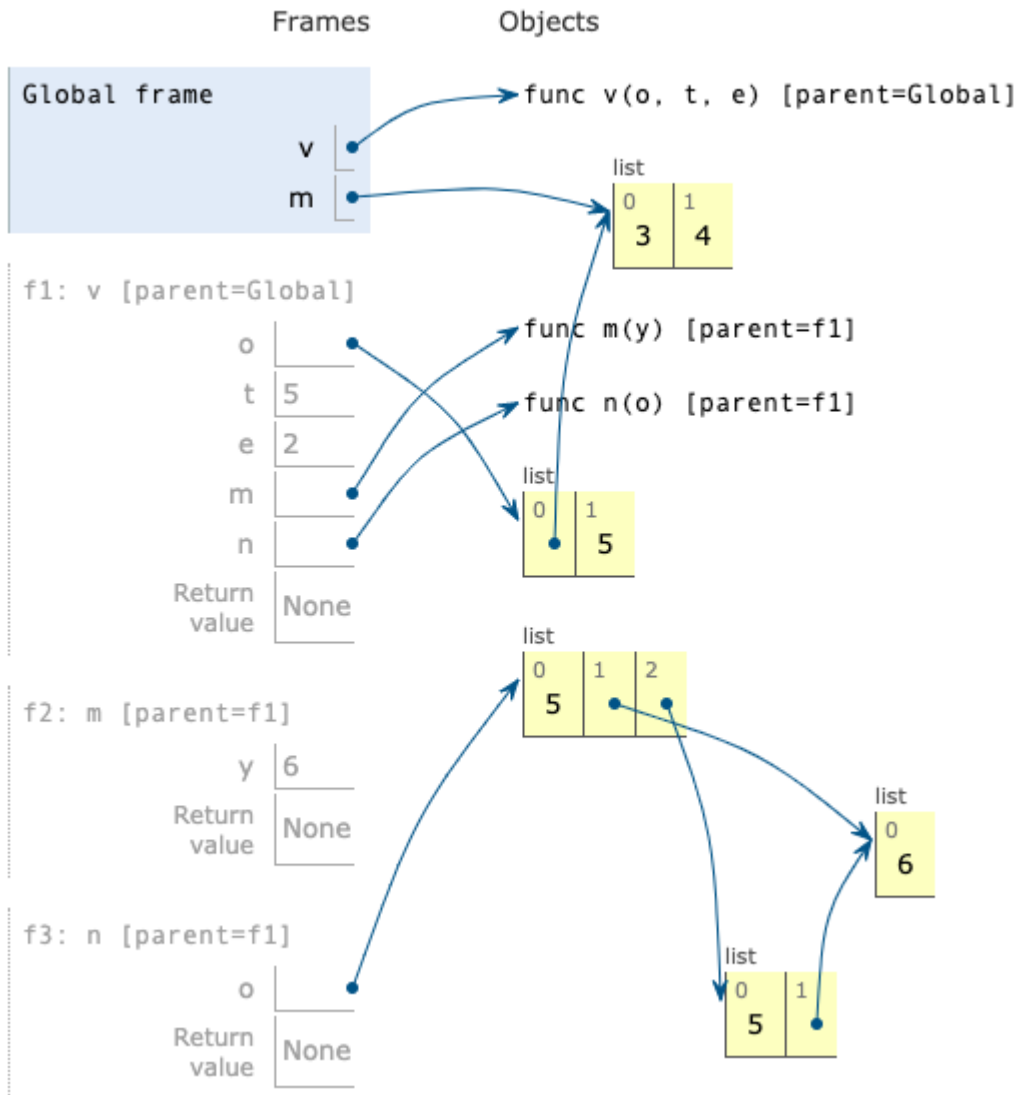 Frames Objects
Global frame
func v(o, t, e) [parent=Global]
v
list
m
0 1
3 4
f1: v [parent=Global]
func m(y) [parent=f1]
o
t 5
func n(o) [parent=f1]
e 2
list
m
0 1
n
5
Return
value
None
list
0 1 2
5
f2: m [parent=f1]
y 6
list
Return
value
None
0
6
f3: n [parent=f1]
list
o
0 1
5
Return
value
None